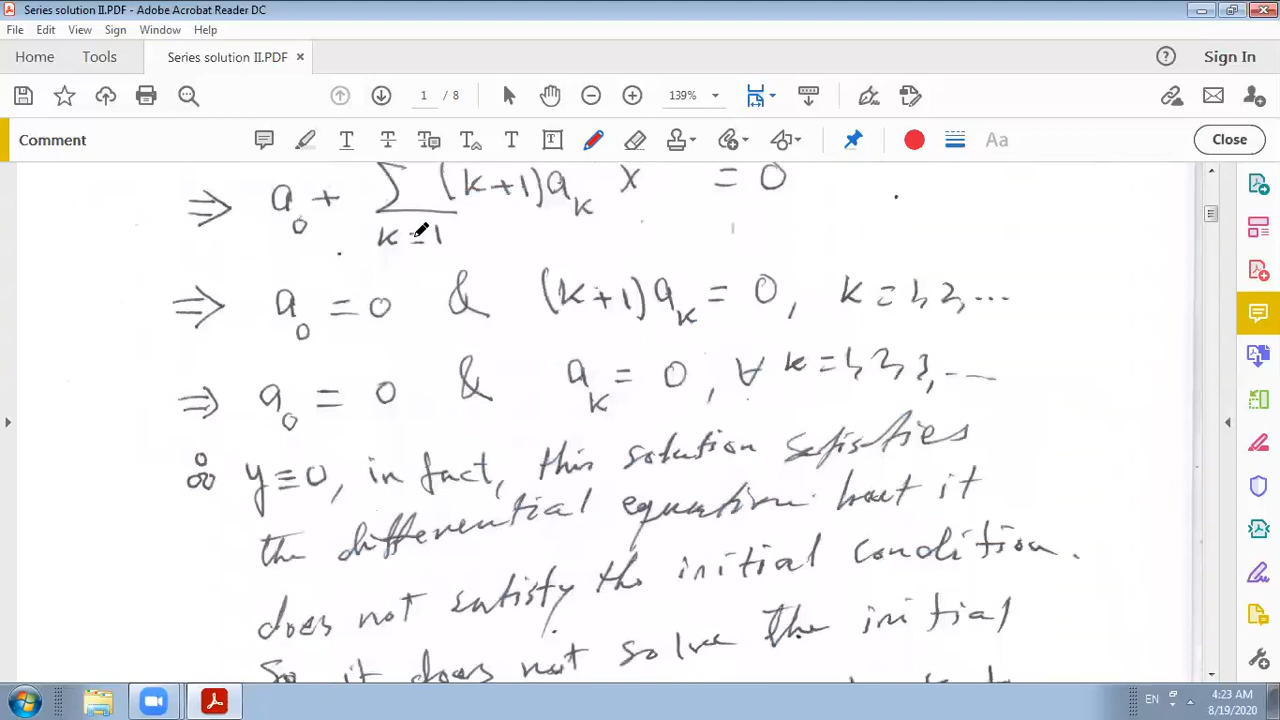 Series solution II.PDF - Adobe Acrobat Reader DC
File Edit View Sign Window Help
Home Tools Series solution II.PDF × Sign In
1 / 8 139%
Comment Aa Close
⇒ a₀ + ∑ (k+1)aₖ x = 0
k=1
⇒ a₀ = 0 & (k+1)aₖ = 0, k = 1, 2, ...
⇒ a₀ = 0 & aₖ = 0, ∀ k = 1, 2, 3, ...
∴ y ≡ 0, in fact, this solution satisfies
the differential equation but it
does not satisfy the initial condition.
So it does not solve the initial
EN 4:23 AM
8/19/2020